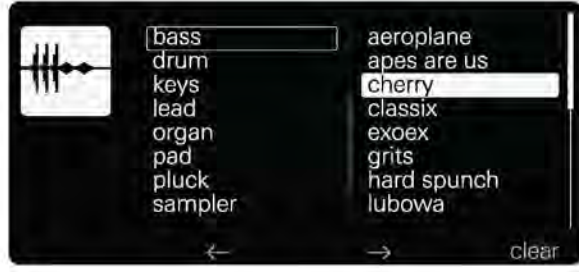 bass
drum
keys
lead
organ
pad
pluck
sampler
aeroplane
apes are us
cherry
classix
exoex
grits
hard spunch
lubowa
← → clear